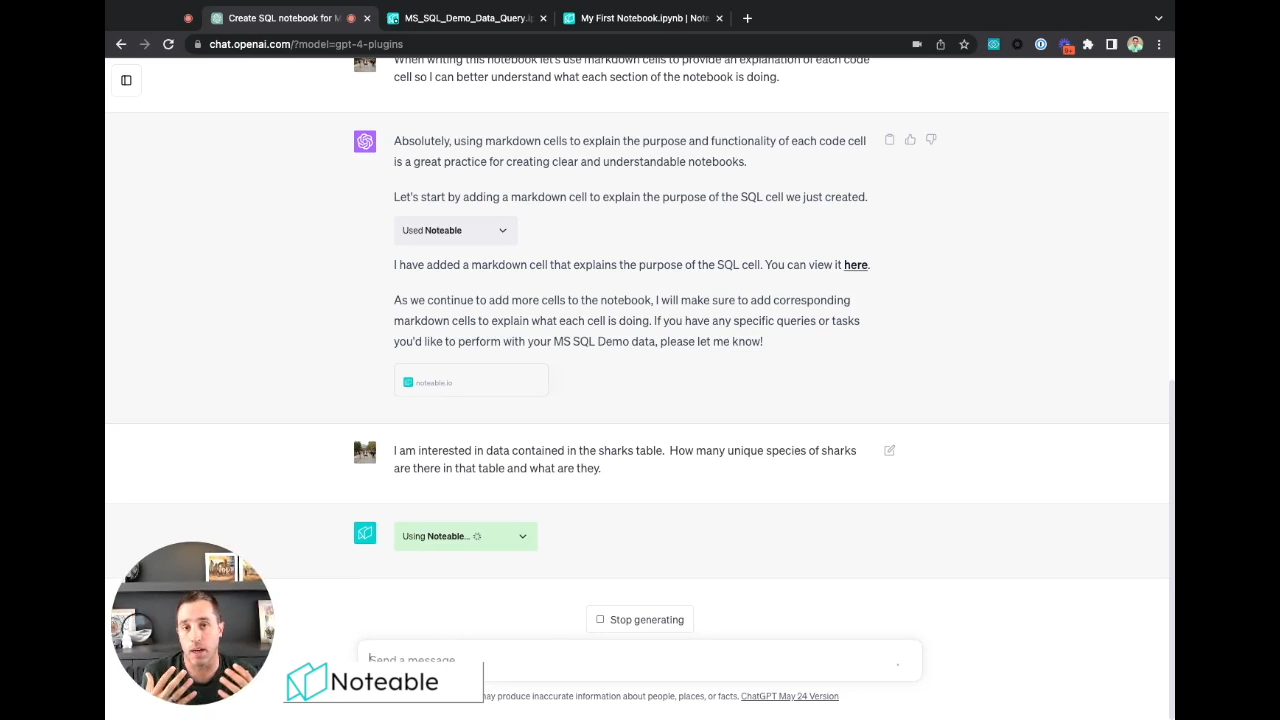 Create SQL notebook for M
MS_SQL_Demo_Data_Query.i
My First Notebook.ipynb | Note
chat.openai.com/?model=gpt-4-plugins
9+
When writing this notebook let's use markdown cells to provide an explanation of each code
cell so I can better understand what each section of the notebook is doing.
Absolutely, using markdown cells to explain the purpose and functionality of each code cell
is a great practice for creating clear and understandable notebooks.
Let's start by adding a markdown cell to explain the purpose of the SQL cell we just created.
Used Noteable
I have added a markdown cell that explains the purpose of the SQL cell. You can view it here.
As we continue to add more cells to the notebook, I will make sure to add corresponding
markdown cells to explain what each cell is doing. If you have any specific queries or tasks
you'd like to perform with your MS SQL Demo data, please let me know!
noteable.io
I am interested in data contained in the sharks table. How many unique species of sharks
are there in that table and what are they.
Using Noteable...
Stop generating
Send a message
Noteable
may produce inaccurate information about people, places, or facts. ChatGPT May 24 Version